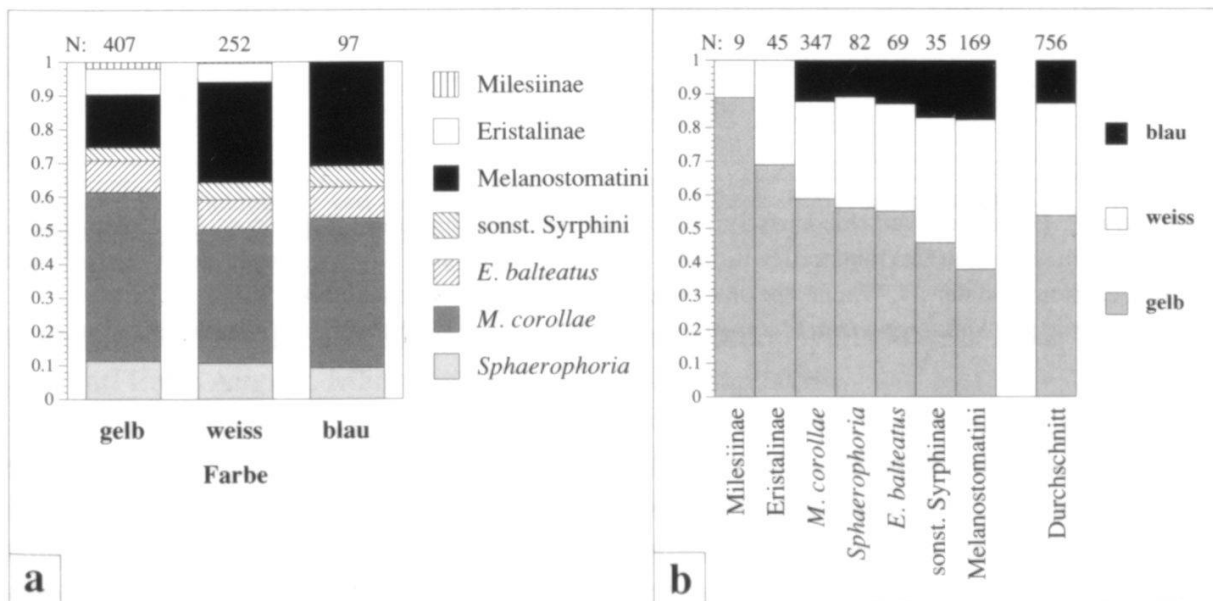 N: 407 252 97
1
0.9
0.8
0.7
0.6
0.5
0.4
0.3
0.2
0.1
0
gelb weiss blau
Farbe
Milesiinae
Eristalinae
Melanostomatini
sonst. Syrphini
E. balteatus
M. corollae
Sphaerophoria
a
N: 9 45 347 82 69 35 169 756
1
0.9
0.8
0.7
0.6
0.5
0.4
0.3
0.2
0.1
0
Milesiinae
Eristalinae
M. corollae
Sphaerophoria
E. balteatus
sonst. Syrphinae
Melanostomatini
Durchschnitt
blau
weiss
gelb
b